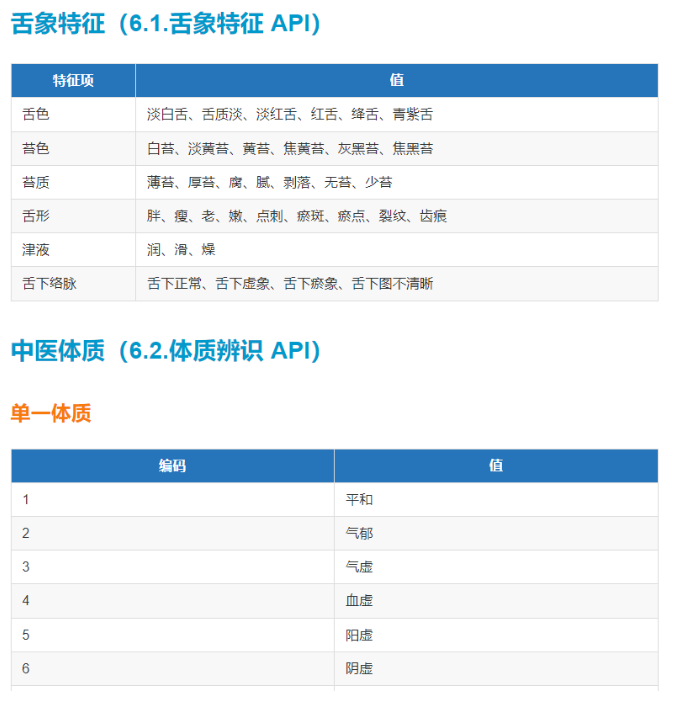 舌象特征（6.1.舌象特征 API）
特征项 值
舌色 淡白舌、舌质淡、淡红舌、红舌、绛舌、青紫舌
苔色 白苔、淡黄苔、黄苔、焦黄苔、灰黑苔、焦黑苔
苔质 薄苔、厚苔、腐、腻、剥落、无苔、少苔
舌形 胖、瘦、老、嫩、点刺、瘀斑、瘀点、裂纹、齿痕
津液 润、滑、燥
舌下络脉 舌下正常、舌下虚象、舌下瘀象、舌下图不清晰
中医体质（6.2.体质辨识 API）
单一体质
编码 值
1 平和
2 气郁
3 气虚
4 血虚
5 阳虚
6 阴虚